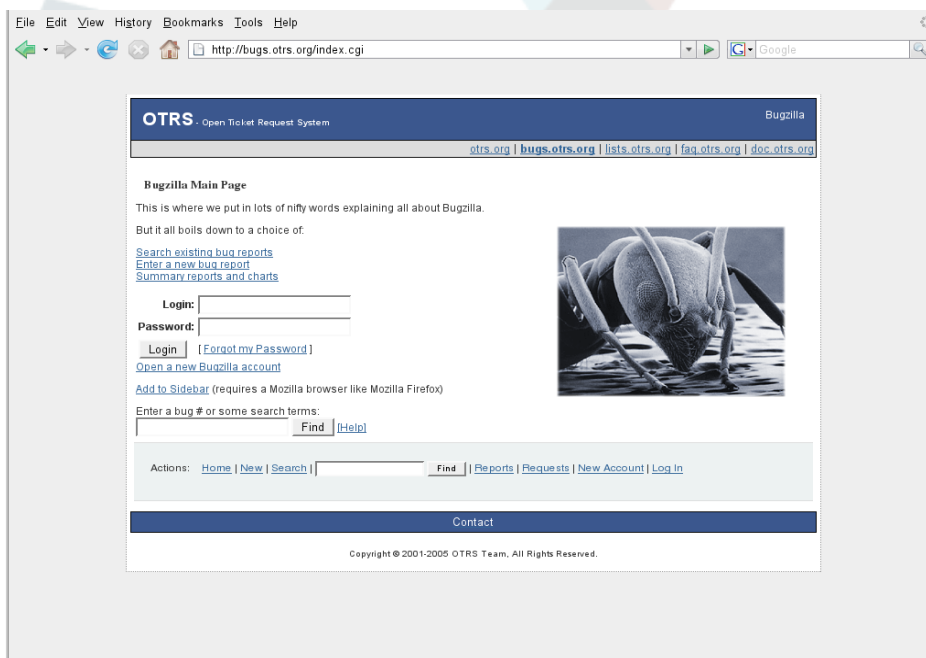 File Edit View History Bookmarks Tools Help
http://bugs.otrs.org/index.cgi
Google
OTRS - Open Ticket Request System
Bugzilla
otrs.org | bugs.otrs.org | lists.otrs.org | faq.otrs.org | doc.otrs.org
Bugzilla Main Page
This is where we put in lots of nifty words explaining all about Bugzilla.
But it all boils down to a choice of:
Search existing bug reports
Enter a new bug report
Summary reports and charts
Login:
Password:
Login [ Forgot my Password ]
Open a new Bugzilla account
Add to Sidebar (requires a Mozilla browser like Mozilla Firefox)
Enter a bug # or some search terms:
Find [Help]
Actions: Home | New | Search | Find | Reports | Requests | New Account | Log In
Contact
Copyright © 2001-2005 OTRS Team, All Rights Reserved.